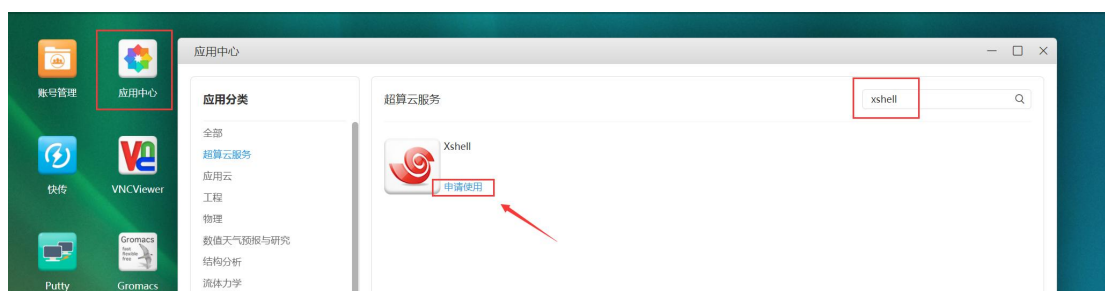 账号管理
应用中心
快传
VNCViewer
Putty
Gromacs
fast
flexible
free
Gromacs
应用中心
应用分类
全部
超算云服务
应用云
工程
物理
数值天气预报与研究
结构分析
流体力学
超算云服务
xshell
Xshell
申请使用